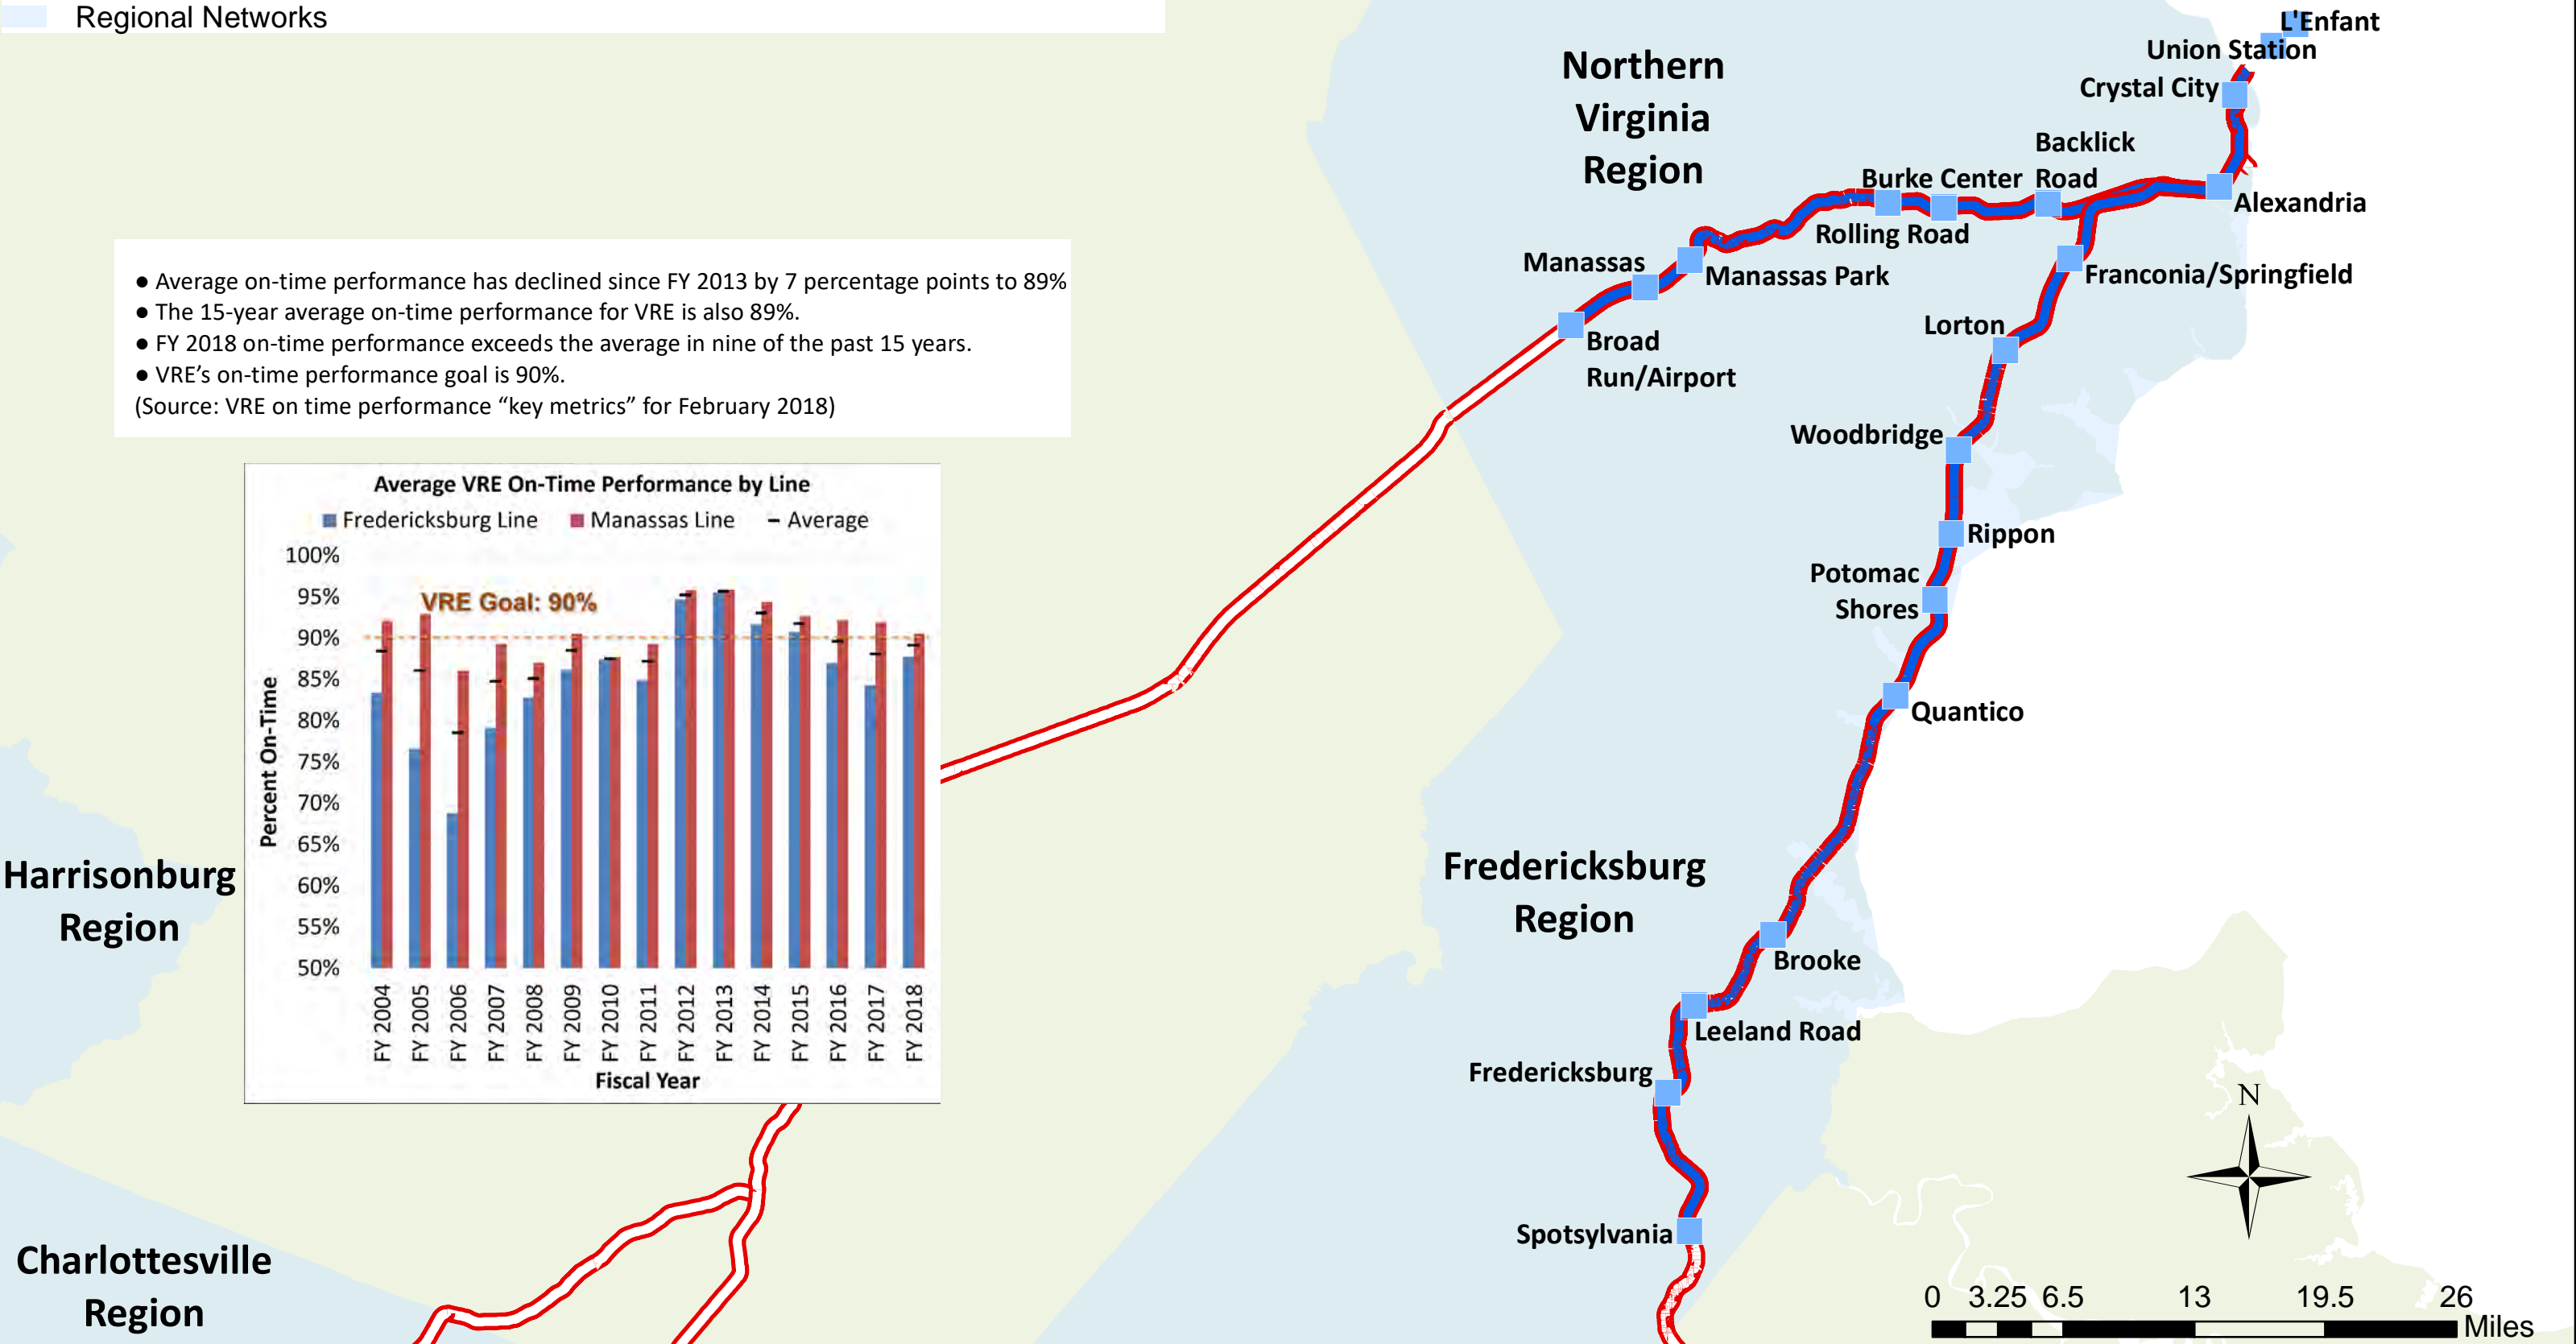 Regional Networks
L'Enfant
Union Station
Crystal City
Northern
Virginia
Region
Backlick
Road
Burke Center
Alexandria
Rolling Road
Manassas
Manassas Park
Franconia/Springfield
Broad
Run/Airport
Lorton
Woodbridge
Rippon
Potomac
Shores
Quantico
● Average on-time performance has declined since FY 2013 by 7 percentage points to 89%
● The 15-year average on-time performance for VRE is also 89%.
● FY 2018 on-time performance exceeds the average in nine of the past 15 years.
● VRE’s on-time performance goal is 90%.
(Source: VRE on time performance “key metrics” for February 2018)
Average VRE On-Time Performance by Line
Fredericksburg Line Manassas Line Average
VRE Goal: 90%
100%
95%
90%
85%
80%
75%
70%
65%
60%
55%
50%
Percent On-Time
FY 2004
FY 2005
FY 2006
FY 2007
FY 2008
FY 2009
FY 2010
FY 2011
FY 2012
FY 2013
FY 2014
FY 2015
FY 2016
FY 2017
FY 2018
Fiscal Year
Harrisonburg
Region
Fredericksburg
Region
Brooke
Leeland Road
Fredericksburg
Spotsylvania
Charlottesville
Region
N
0 3.25 6.5 13 19.5 26
Miles